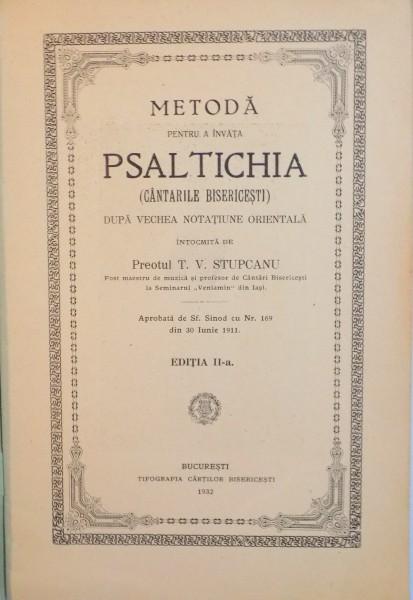 METODĂ
PENTRU A ÎNVĂȚA
PSALTICHIA
(CÂNTARILE BISERICEȘTI)
DUPĂ VECHEA NOTAȚIUNE ORIENTALĂ
ÎNTOCMITĂ DE
Preotul T. V. STUPCANU
Fost maestru de muzică și profesor de Cântări Bisericești
la Seminarul „Veniamin" din Iași.
Aprobată de Sf. Sinod cu Nr. 169
din 30 Iunie 1911.
EDIȚIA II-a.
BUCUREȘTI
TIPOGRAFIA CĂRȚILOR BISERICEȘTI
1932